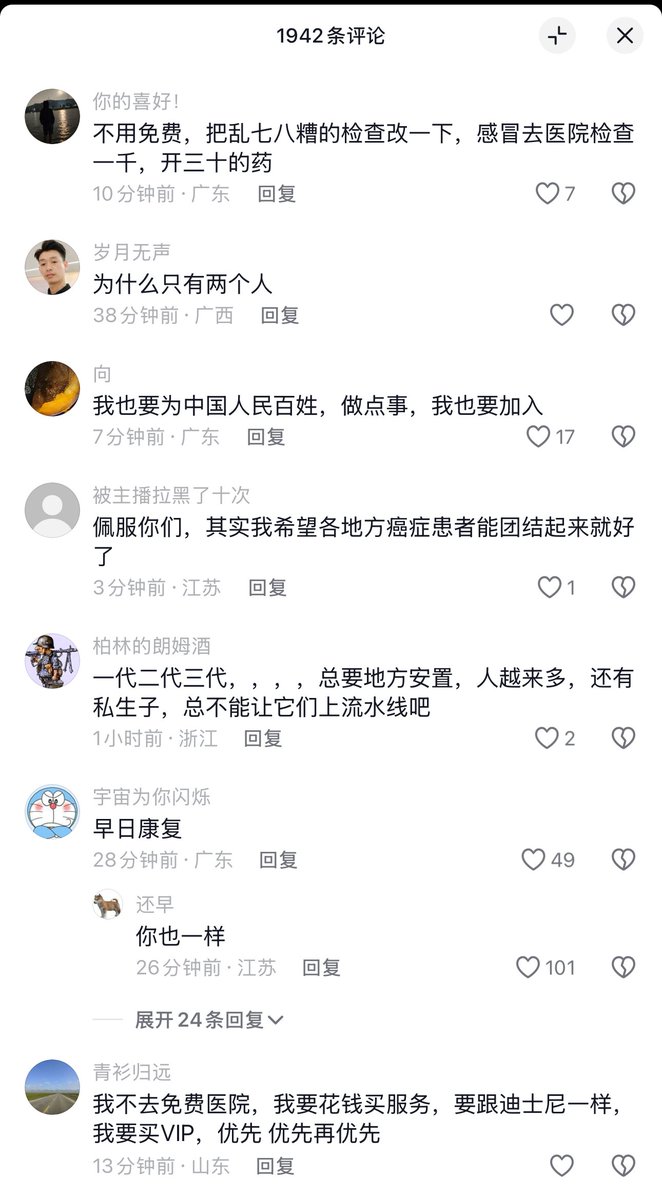 1942条评论
你的喜好!
不用免费，把乱七八糟的检查改一下，感冒去医院检查
一千，开三十的药
10分钟前·广东 回复 7
岁月无声
为什么只有两个人
38分钟前·广西 回复
向
我也要为中国人民百姓，做点事，我也要加入
7分钟前·广东 回复 17
被主播拉黑了十次
佩服你们，其实我希望各地方癌症患者能团结起来就好
了
3分钟前·江苏 回复 1
柏林的朗姆酒
一代二代三代，，，，总要地方安置，人越来多，还有
私生子，总不能让它们上流水线吧
1小时前·浙江 回复 2
宇宙为你闪烁
早日康复
28分钟前·广东 回复 49
还早
你也一样
26分钟前·江苏 回复 101
展开24条回复
青衫归远
我不去免费医院，我要花钱买服务，要跟迪士尼一样，
我要买VIP，优先 优先再优先
13分钟前·山东 回复